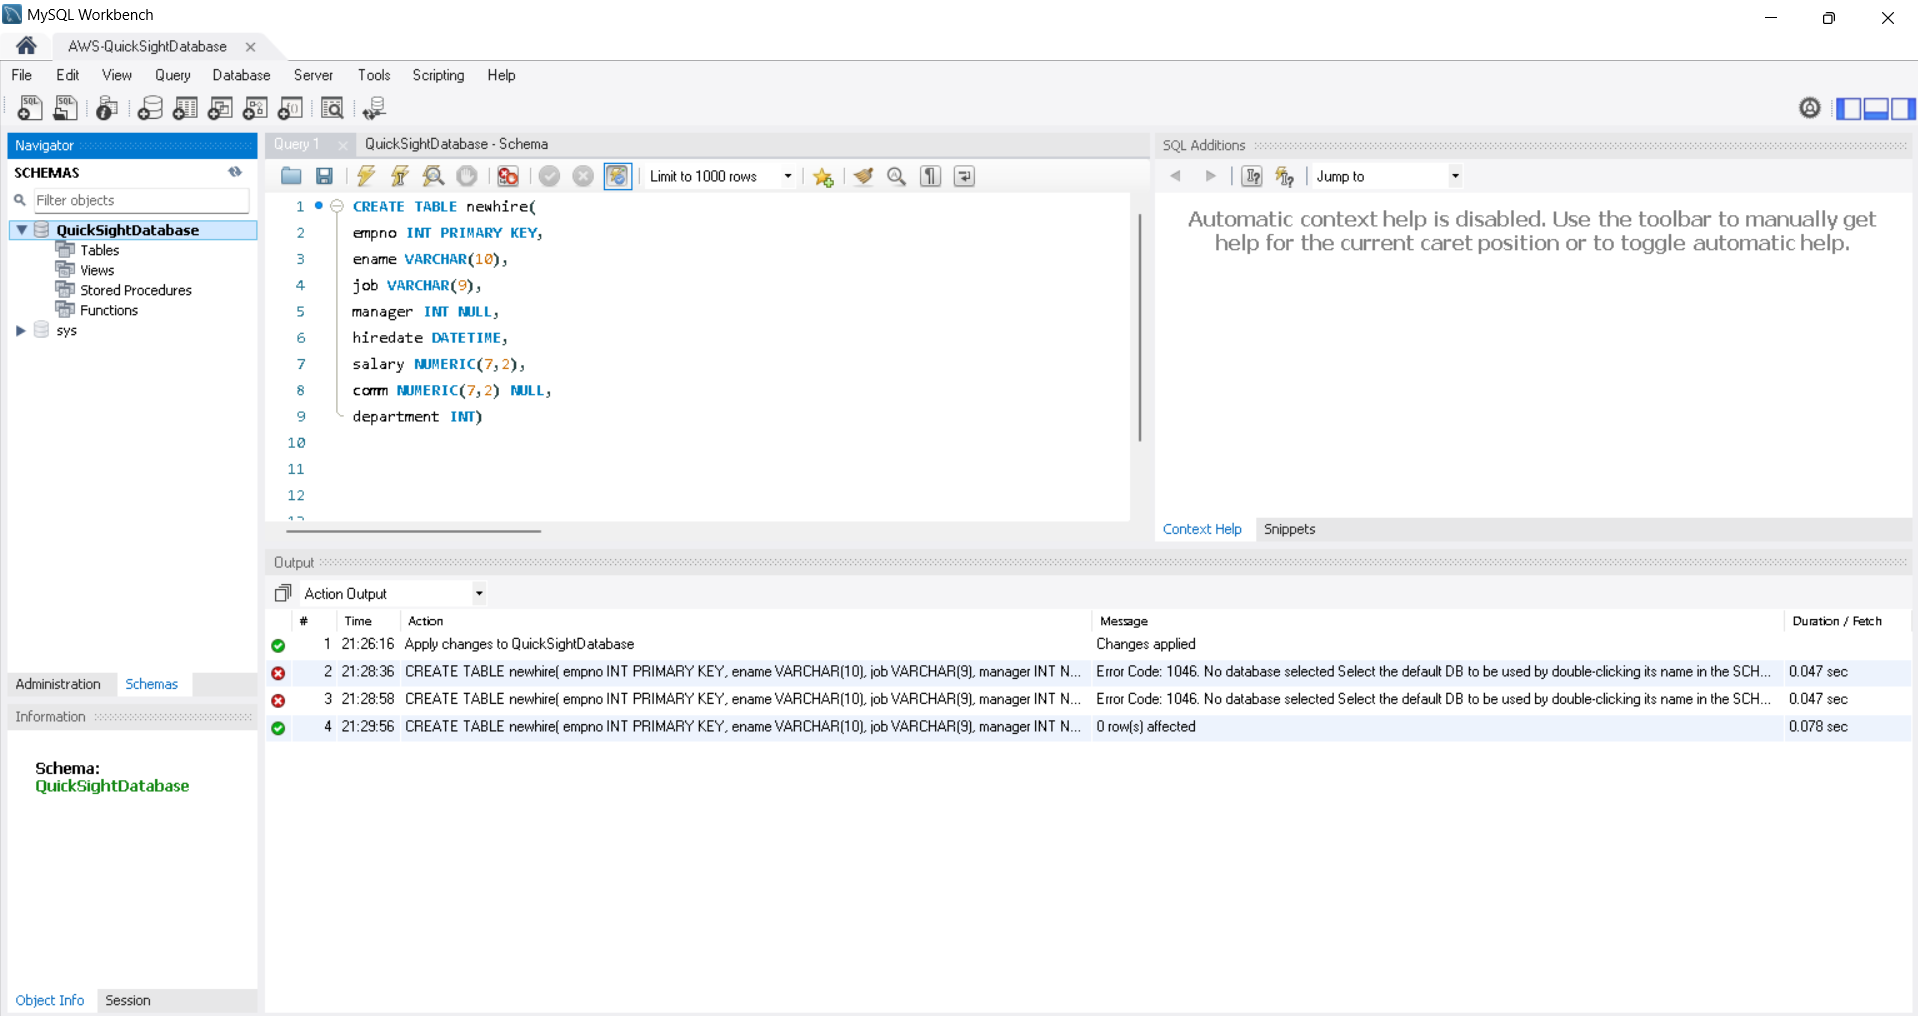 MySQL Workbench
AWS-QuickSightDatabase
File Edit View Query Database Server Tools Scripting Help
Navigator
SCHEMAS
Filter objects
QuickSightDatabase
Tables
Views
Stored Procedures
Functions
sys
Administration Schemas
Information
Schema:
QuickSightDatabase
Object Info Session
Query 1 QuickSightDatabase - Schema
Limit to 1000 rows
1 CREATE TABLE newhire(
2 empno INT PRIMARY KEY,
3 ename VARCHAR(10),
4 job VARCHAR(9),
5 manager INT NULL,
6 hiredate DATETIME,
7 salary NUMERIC(7,2),
8 comm NUMERIC(7,2) NULL,
9 department INT)
10
11
12
SQL Additions
Jump to
Automatic context help is disabled. Use the toolbar to manually get
help for the current caret position or to toggle automatic help.
Context Help Snippets
Output
Action Output
# Time Action Message Duration / Fetch
1 21:26:16 Apply changes to QuickSightDatabase Changes applied
2 21:28:36 CREATE TABLE newhire( empno INT PRIMARY KEY, ename VARCHAR(10), job VARCHAR(9), manager INT N... Error Code: 1046. No database selected Select the default DB to be used by double-clicking its name in the SCH... 0.047 sec
3 21:28:58 CREATE TABLE newhire( empno INT PRIMARY KEY, ename VARCHAR(10), job VARCHAR(9), manager INT N... Error Code: 1046. No database selected Select the default DB to be used by double-clicking its name in the SCH... 0.047 sec
4 21:29:56 CREATE TABLE newhire( empno INT PRIMARY KEY, ename VARCHAR(10), job VARCHAR(9), manager INT N... 0 row(s) affected 0.078 sec